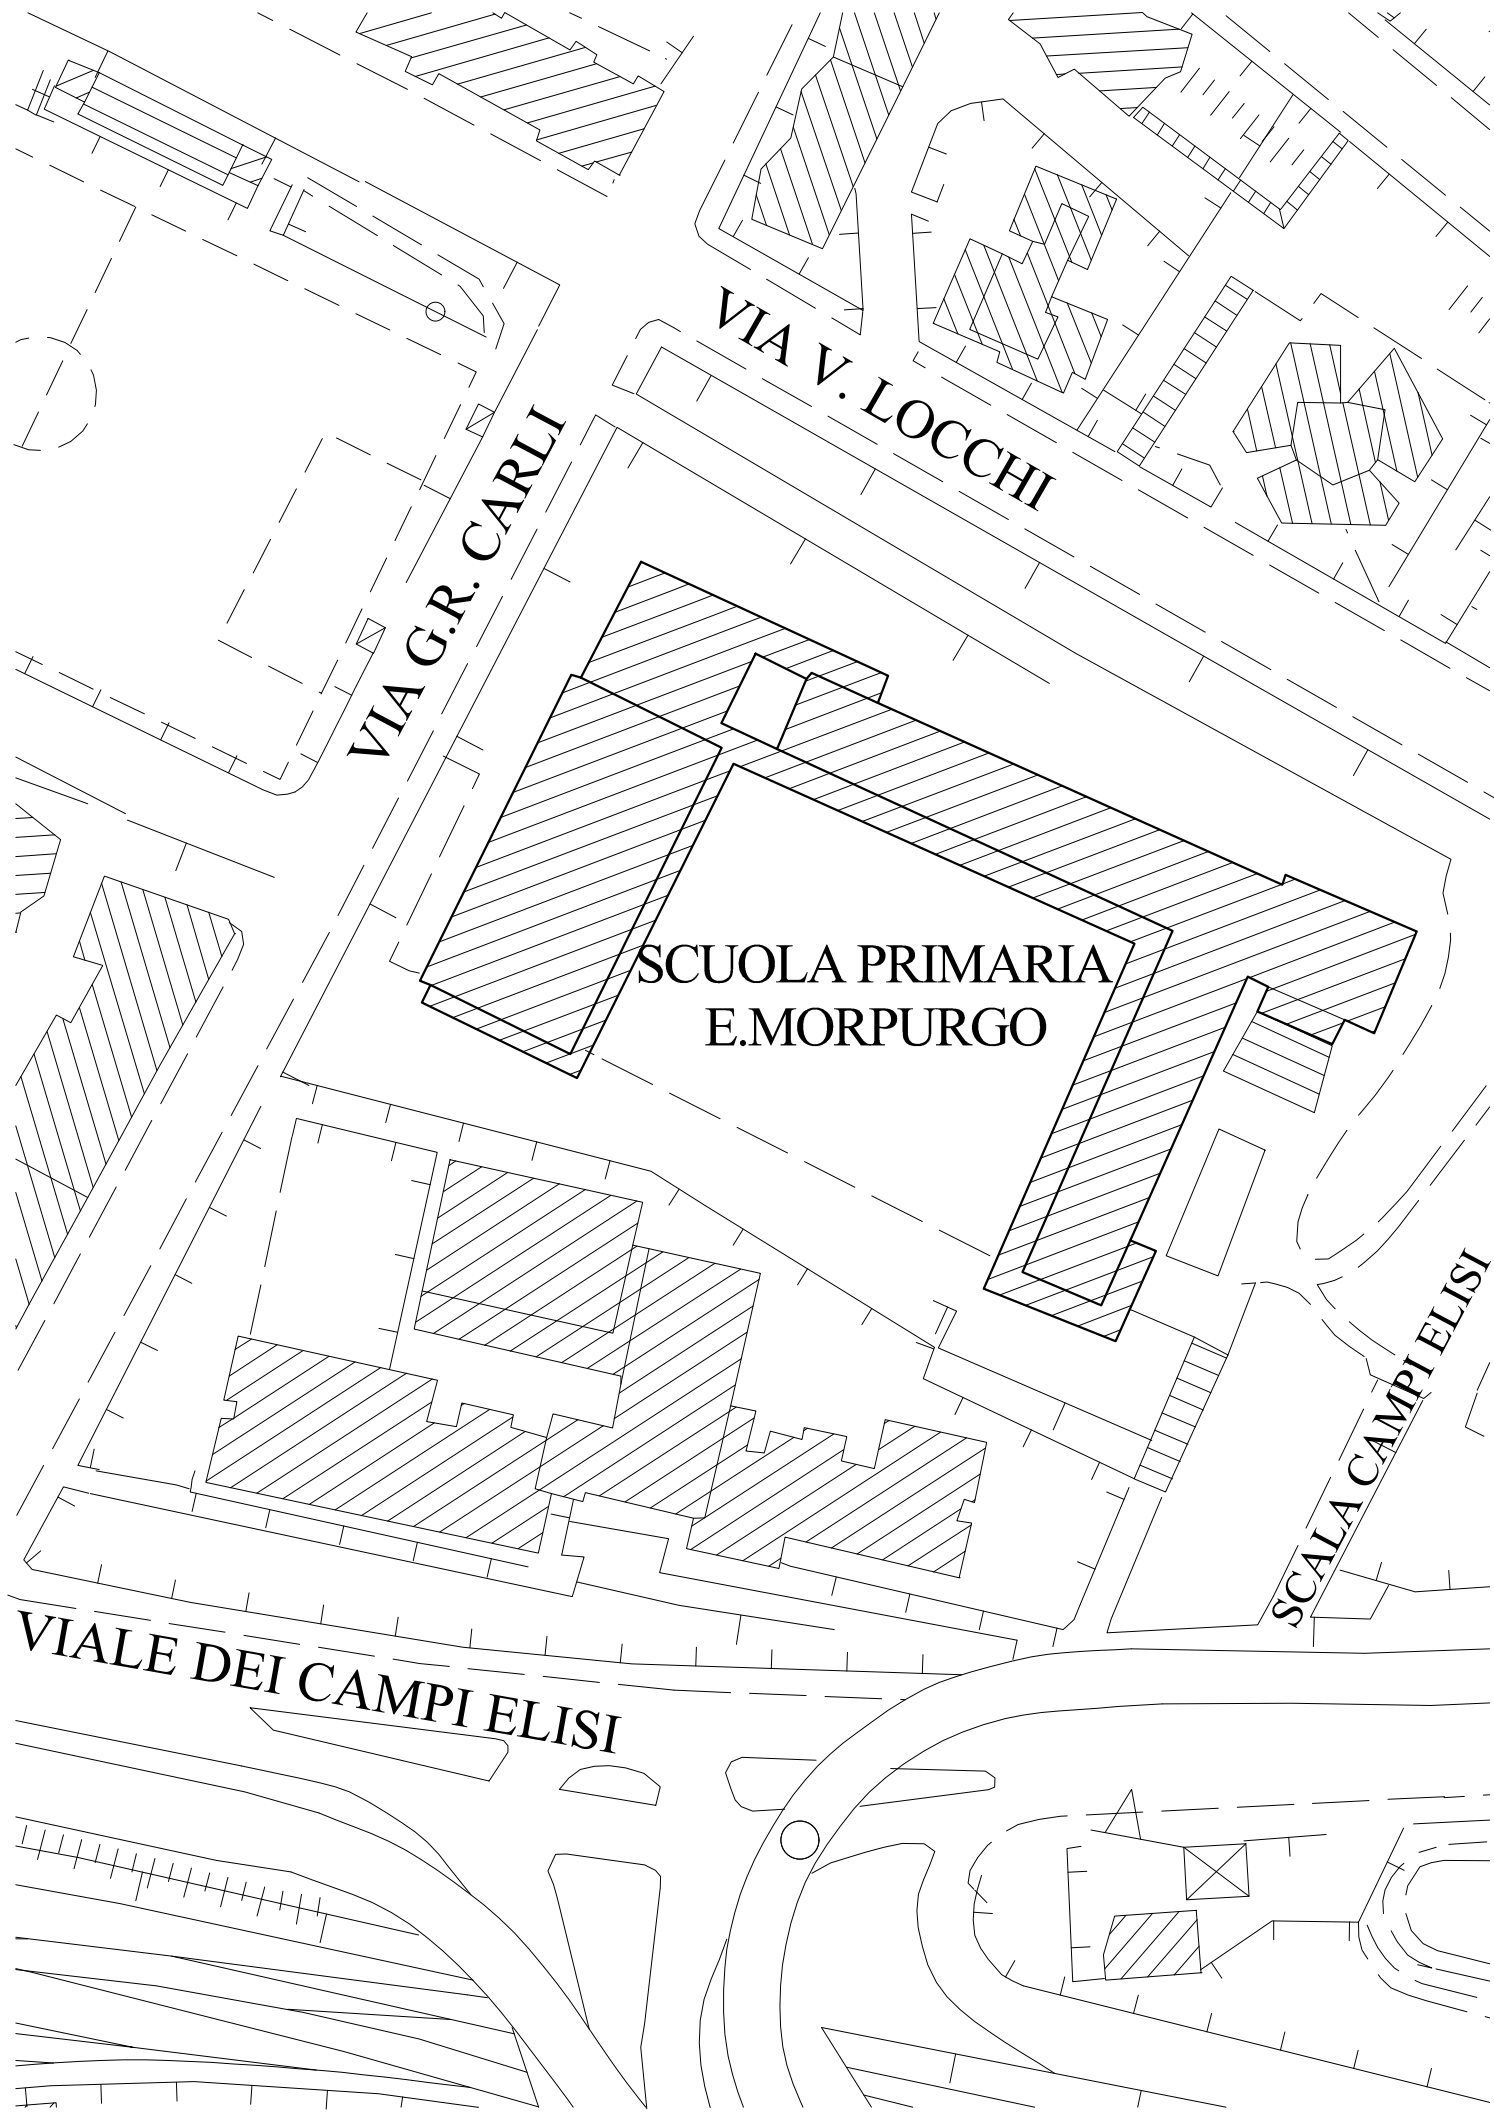 VIA V. LOCCHI
VIA G.R. CARLI
SCUOLA PRIMARIA
E.MORPURGO
SCALA CAMPI ELISI
VIALE DEI CAMPI ELISI